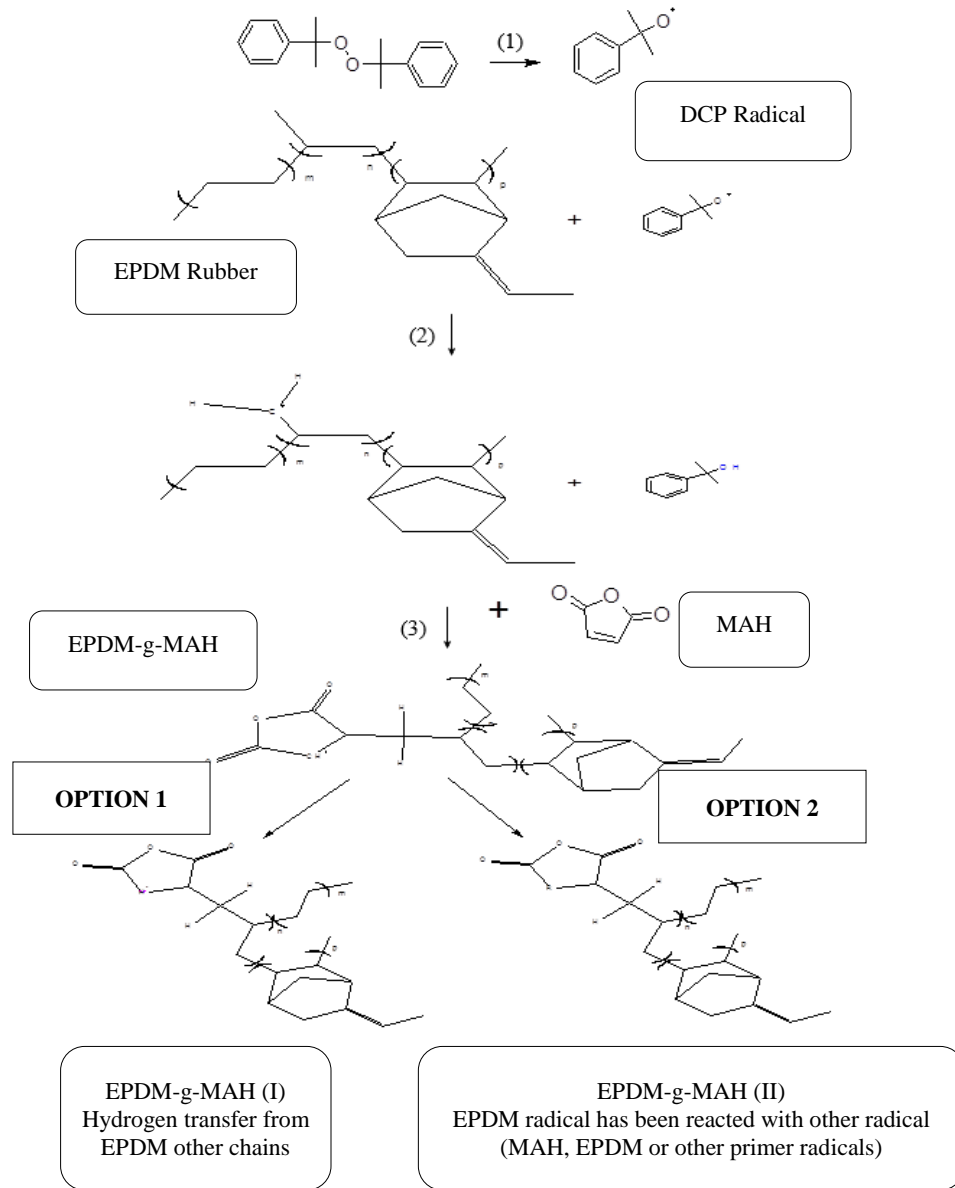 O
O
(1)
O
DCP Radical
m
n
p
+
O
EPDM Rubber
(2)
H
H
C
m
n
p
+
O H
+
O
O
O
MAH
(3)
EPDM-g-MAH
m
O
H
O
p
O
H
OPTION 1
OPTION 2
O
O
O
H
H
m
n
p
O
O
O
H
H
m
n
p
EPDM-g-MAH (I)
Hydrogen transfer from
EPDM other chains
EPDM-g-MAH (II)
EPDM radical has been reacted with other radical
(MAH, EPDM or other primer radicals)